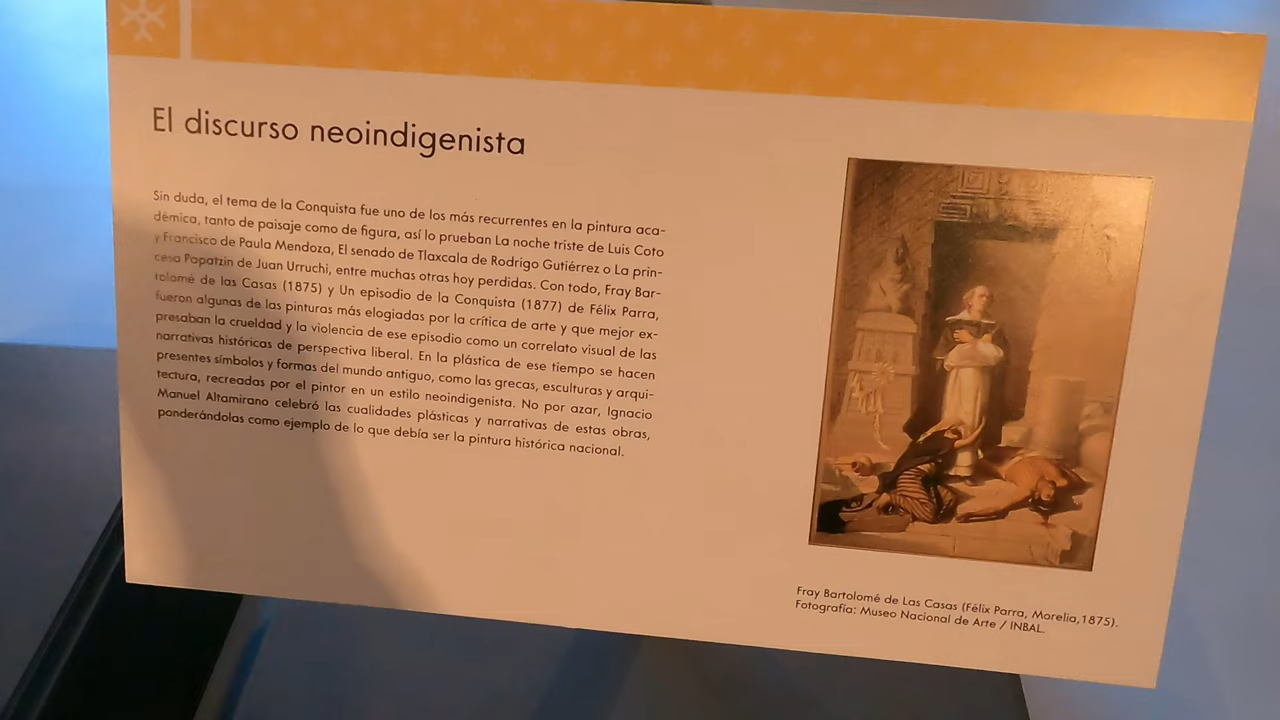 El discurso neoindigenista
Sin duda, el tema de la Conquista fue uno de los más recurrentes en la pintura aca-
démica, tanto de paisaje como de figura, así lo prueban La noche triste de Luis Coto
y Francisco de Paula Mendoza, El senado de Tlaxcala de Rodrigo Gutiérrez o La prin-
cesa Papatzin de Juan Urruchi, entre muchas otras hoy perdidas. Con todo, Fray Bar-
tolomé de las Casas (1875) y Un episodio de la Conquista (1877) de Félix Parra,
fueron algunas de las pinturas más elogiadas por la crítica de arte y que mejor ex-
presaban la crueldad y la violencia de ese episodio como un correlato visual de las
narrativas históricas de perspectiva liberal. En la plástica de ese tiempo se hacen
presentes símbolos y formas del mundo antiguo, como las grecas, esculturas y arqui-
tectura, recreadas por el pintor en un estilo neoindigenista. No por azar, Ignacio
Manuel Altamirano celebró las cualidades plásticas y narrativas de estas obras,
ponderándolas como ejemplo de lo que debía ser la pintura histórica nacional.
Fray Bartolomé de Las Casas (Félix Parra, Morelia,1875).
Fotografía: Museo Nacional de Arte / INBAL.